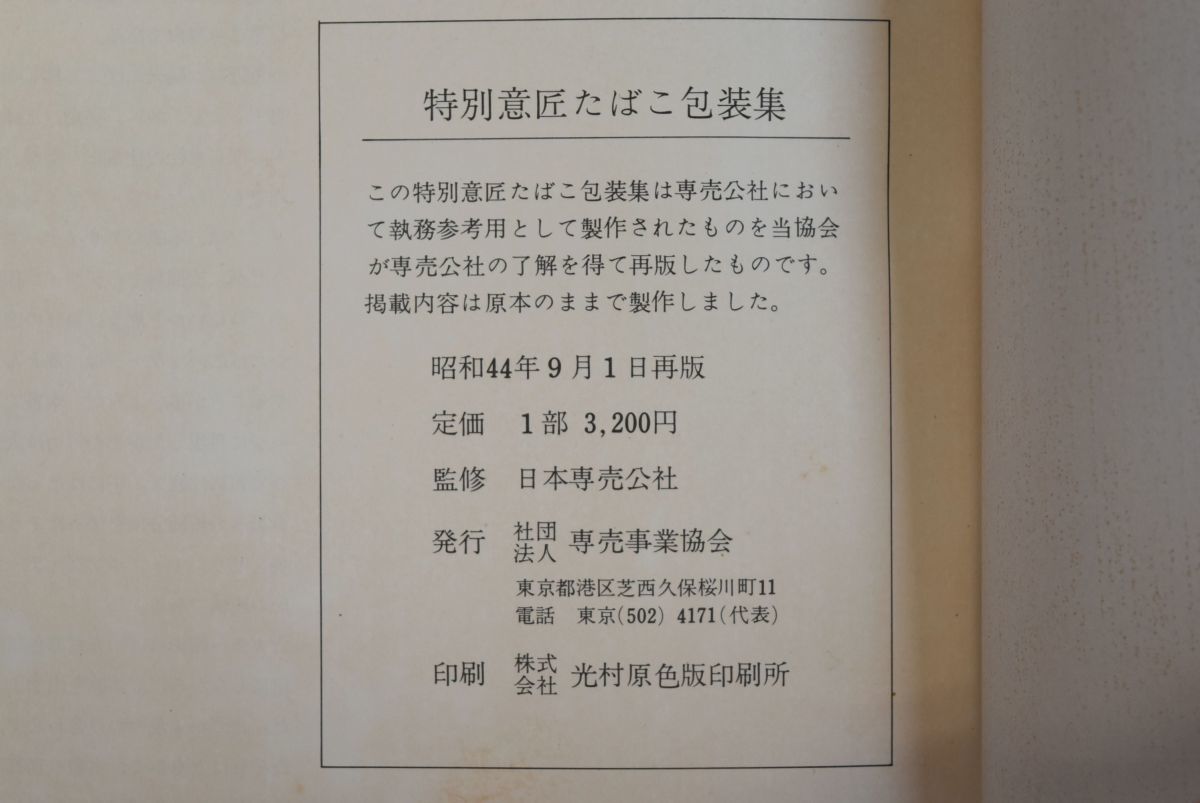 特別意匠たばこ包装集
この特別意匠たばこ包装集は専売公社におい
て執務参考用として製作されたものを当協会
が専売公社の了解を得て再版したものです。
掲載内容は原本のままで製作しました。
昭和44年9月1日再版
定価 1部 3,200円
監修 日本専売公社
発行 社団法人 専売事業協会
東京都港区芝西久保桜川町11
電話 東京(502) 4171(代表)
印刷 株式会社 光村原色版印刷所